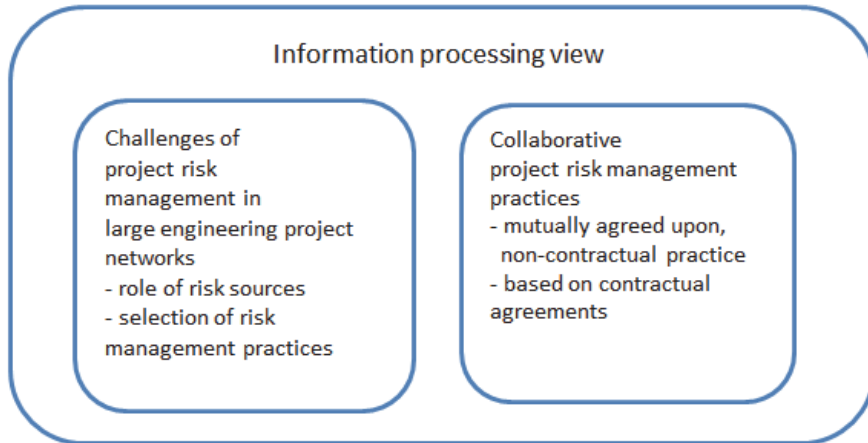 Information processing view
Challenges of
project risk
management in
large engineering project
networks
- role of risk sources
- selection of risk
management practices
Collaborative
project risk management
practices
- mutually agreed upon,
non-contractual practice
- based on contractual
agreements